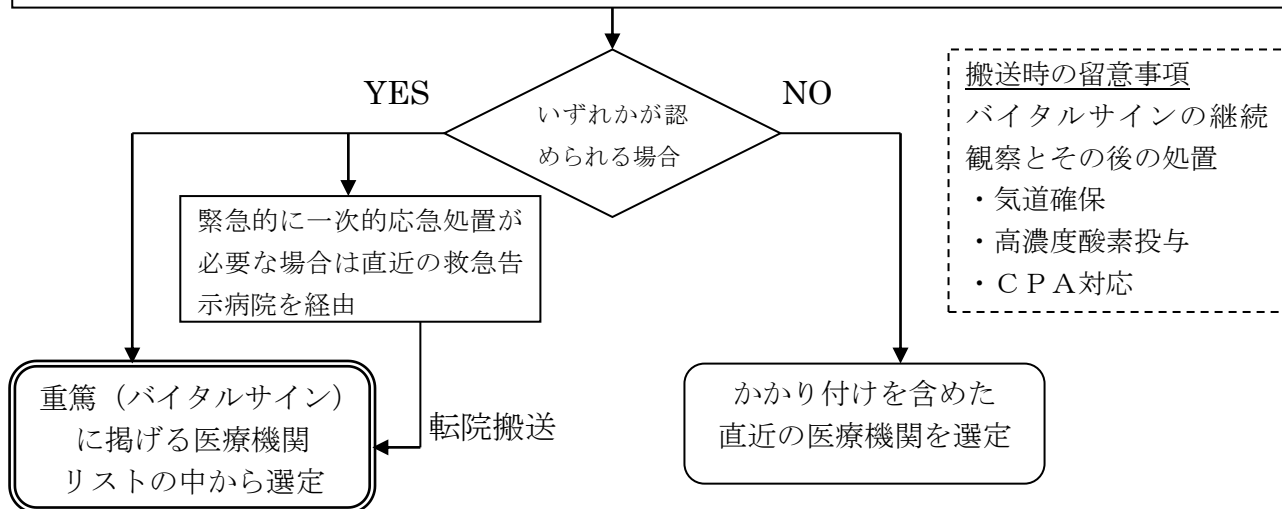 YES
NO
いずれかが認
められる場合
搬送時の留意事項
バイタルサインの継続
観察とその後の処置
・気道確保
・高濃度酸素投与
・ＣＰＡ対応
緊急的に一次的応急処置が
必要な場合は直近の救急告
示病院を経由
重篤（バイタルサイン）
に掲げる医療機関
リストの中から選定
転院搬送
かかり付けを含めた
直近の医療機関を選定